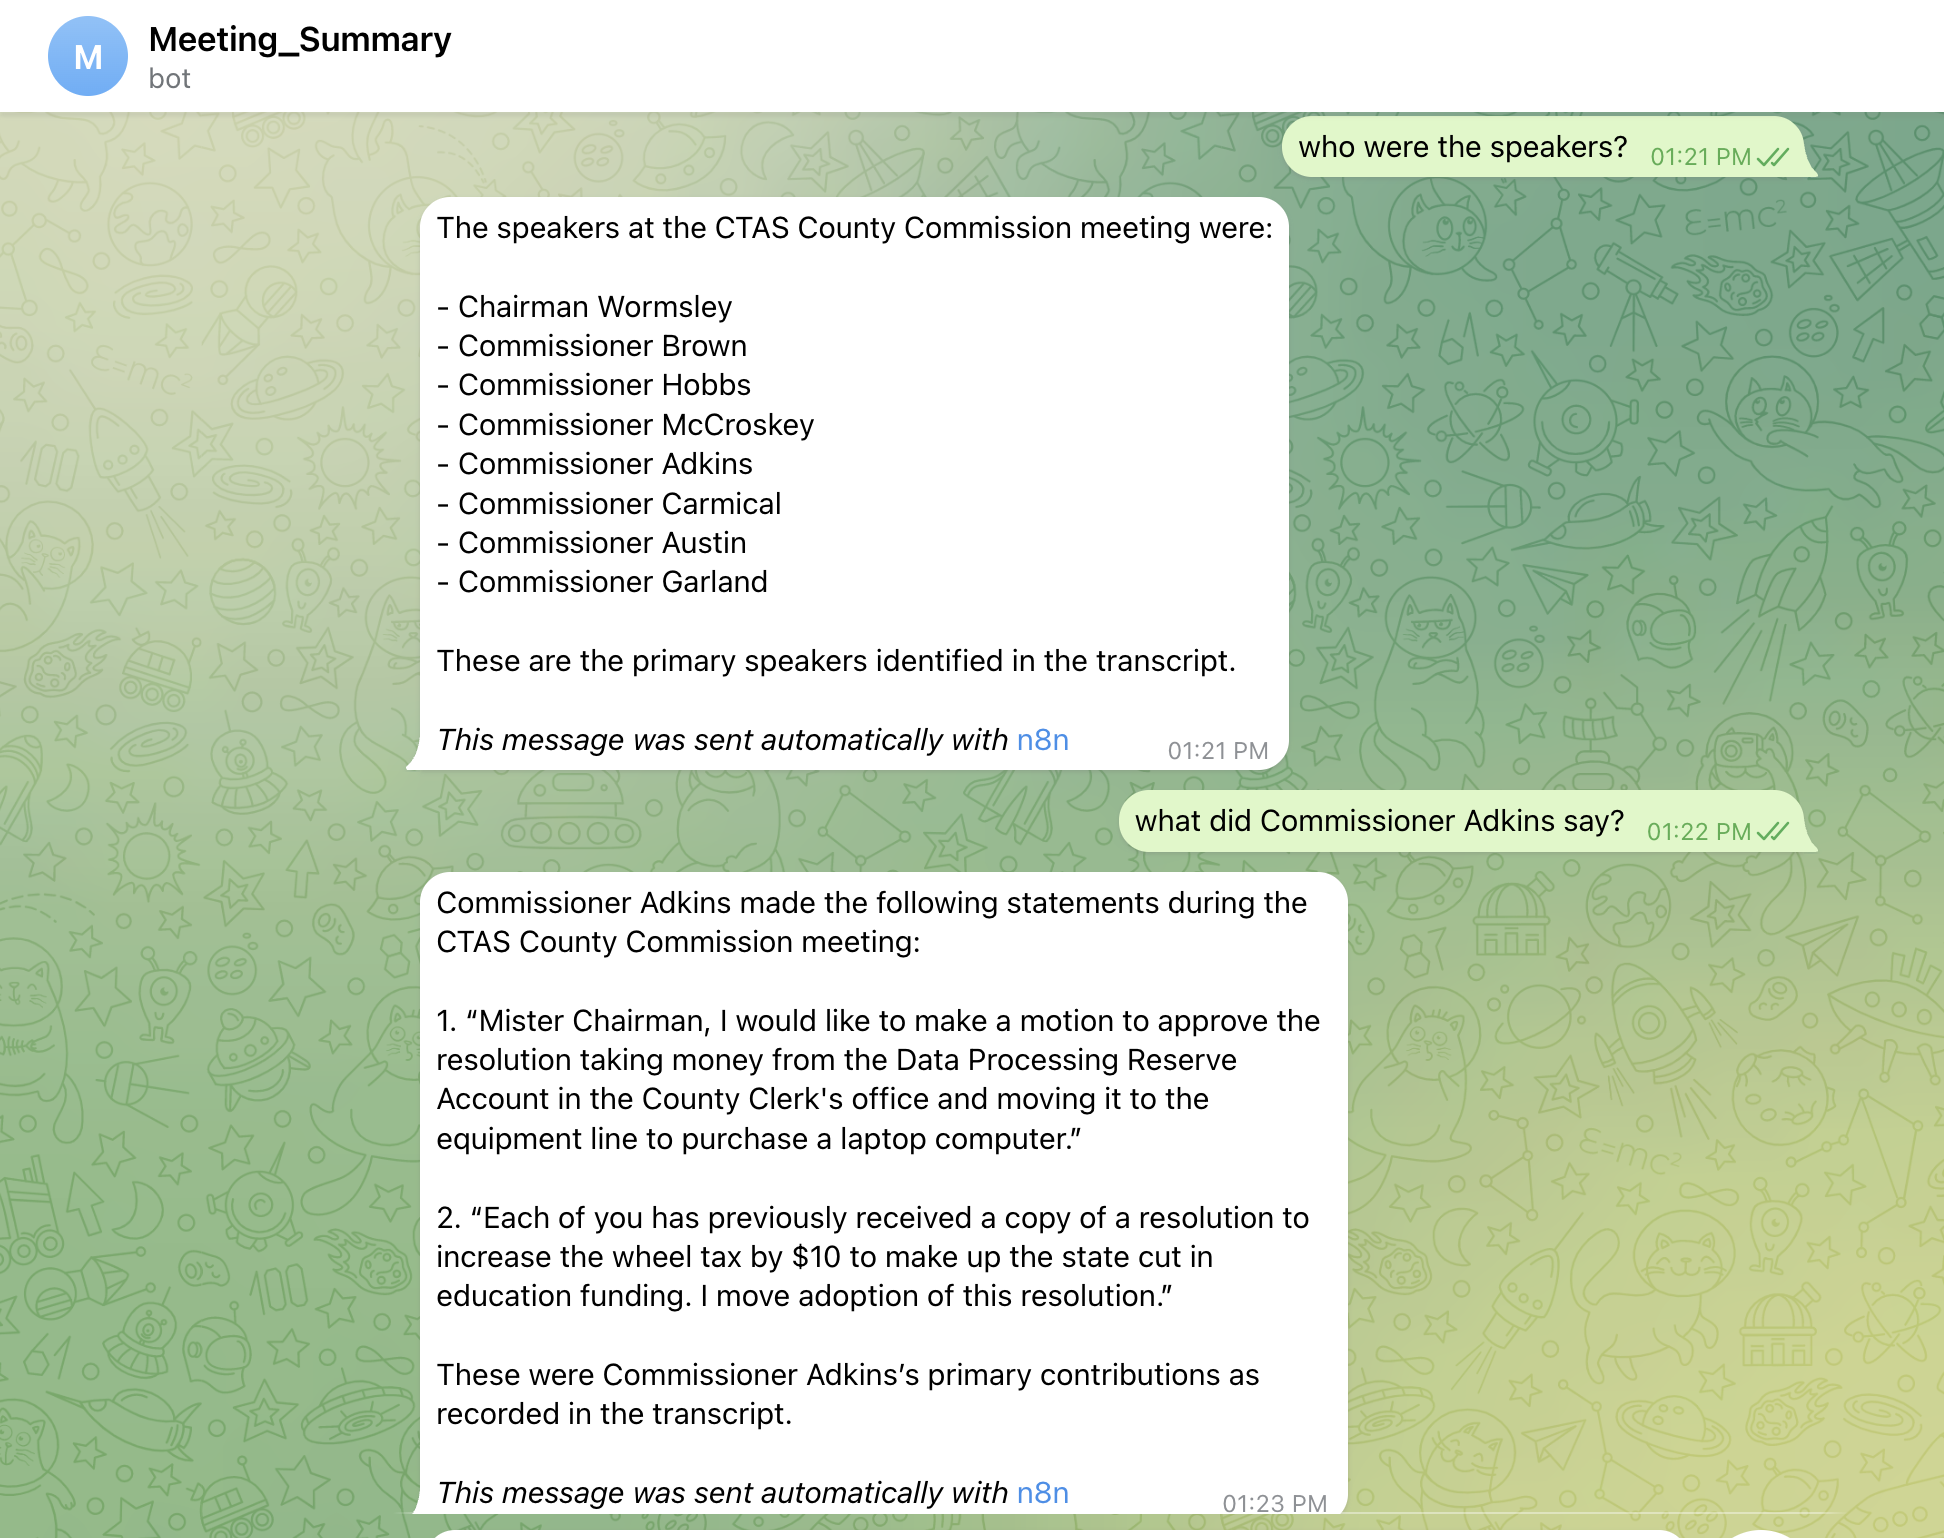 M
Meeting_Summary
bot
who were the speakers? 01:21 PM
The speakers at the CTAS County Commission meeting were:
- Chairman Wormsley
- Commissioner Brown
- Commissioner Hobbs
- Commissioner McCroskey
- Commissioner Adkins
- Commissioner Carmical
- Commissioner Austin
- Commissioner Garland
These are the primary speakers identified in the transcript.
This message was sent automatically with n8n 01:21 PM
what did Commissioner Adkins say? 01:22 PM
Commissioner Adkins made the following statements during the
CTAS County Commission meeting:
1. “Mister Chairman, I would like to make a motion to approve the
resolution taking money from the Data Processing Reserve
Account in the County Clerk's office and moving it to the
equipment line to purchase a laptop computer.”
2. “Each of you has previously received a copy of a resolution to
increase the wheel tax by $10 to make up the state cut in
education funding. I move adoption of this resolution.”
These were Commissioner Adkins’s primary contributions as
recorded in the transcript.
This message was sent automatically with n8n 01:23 PM